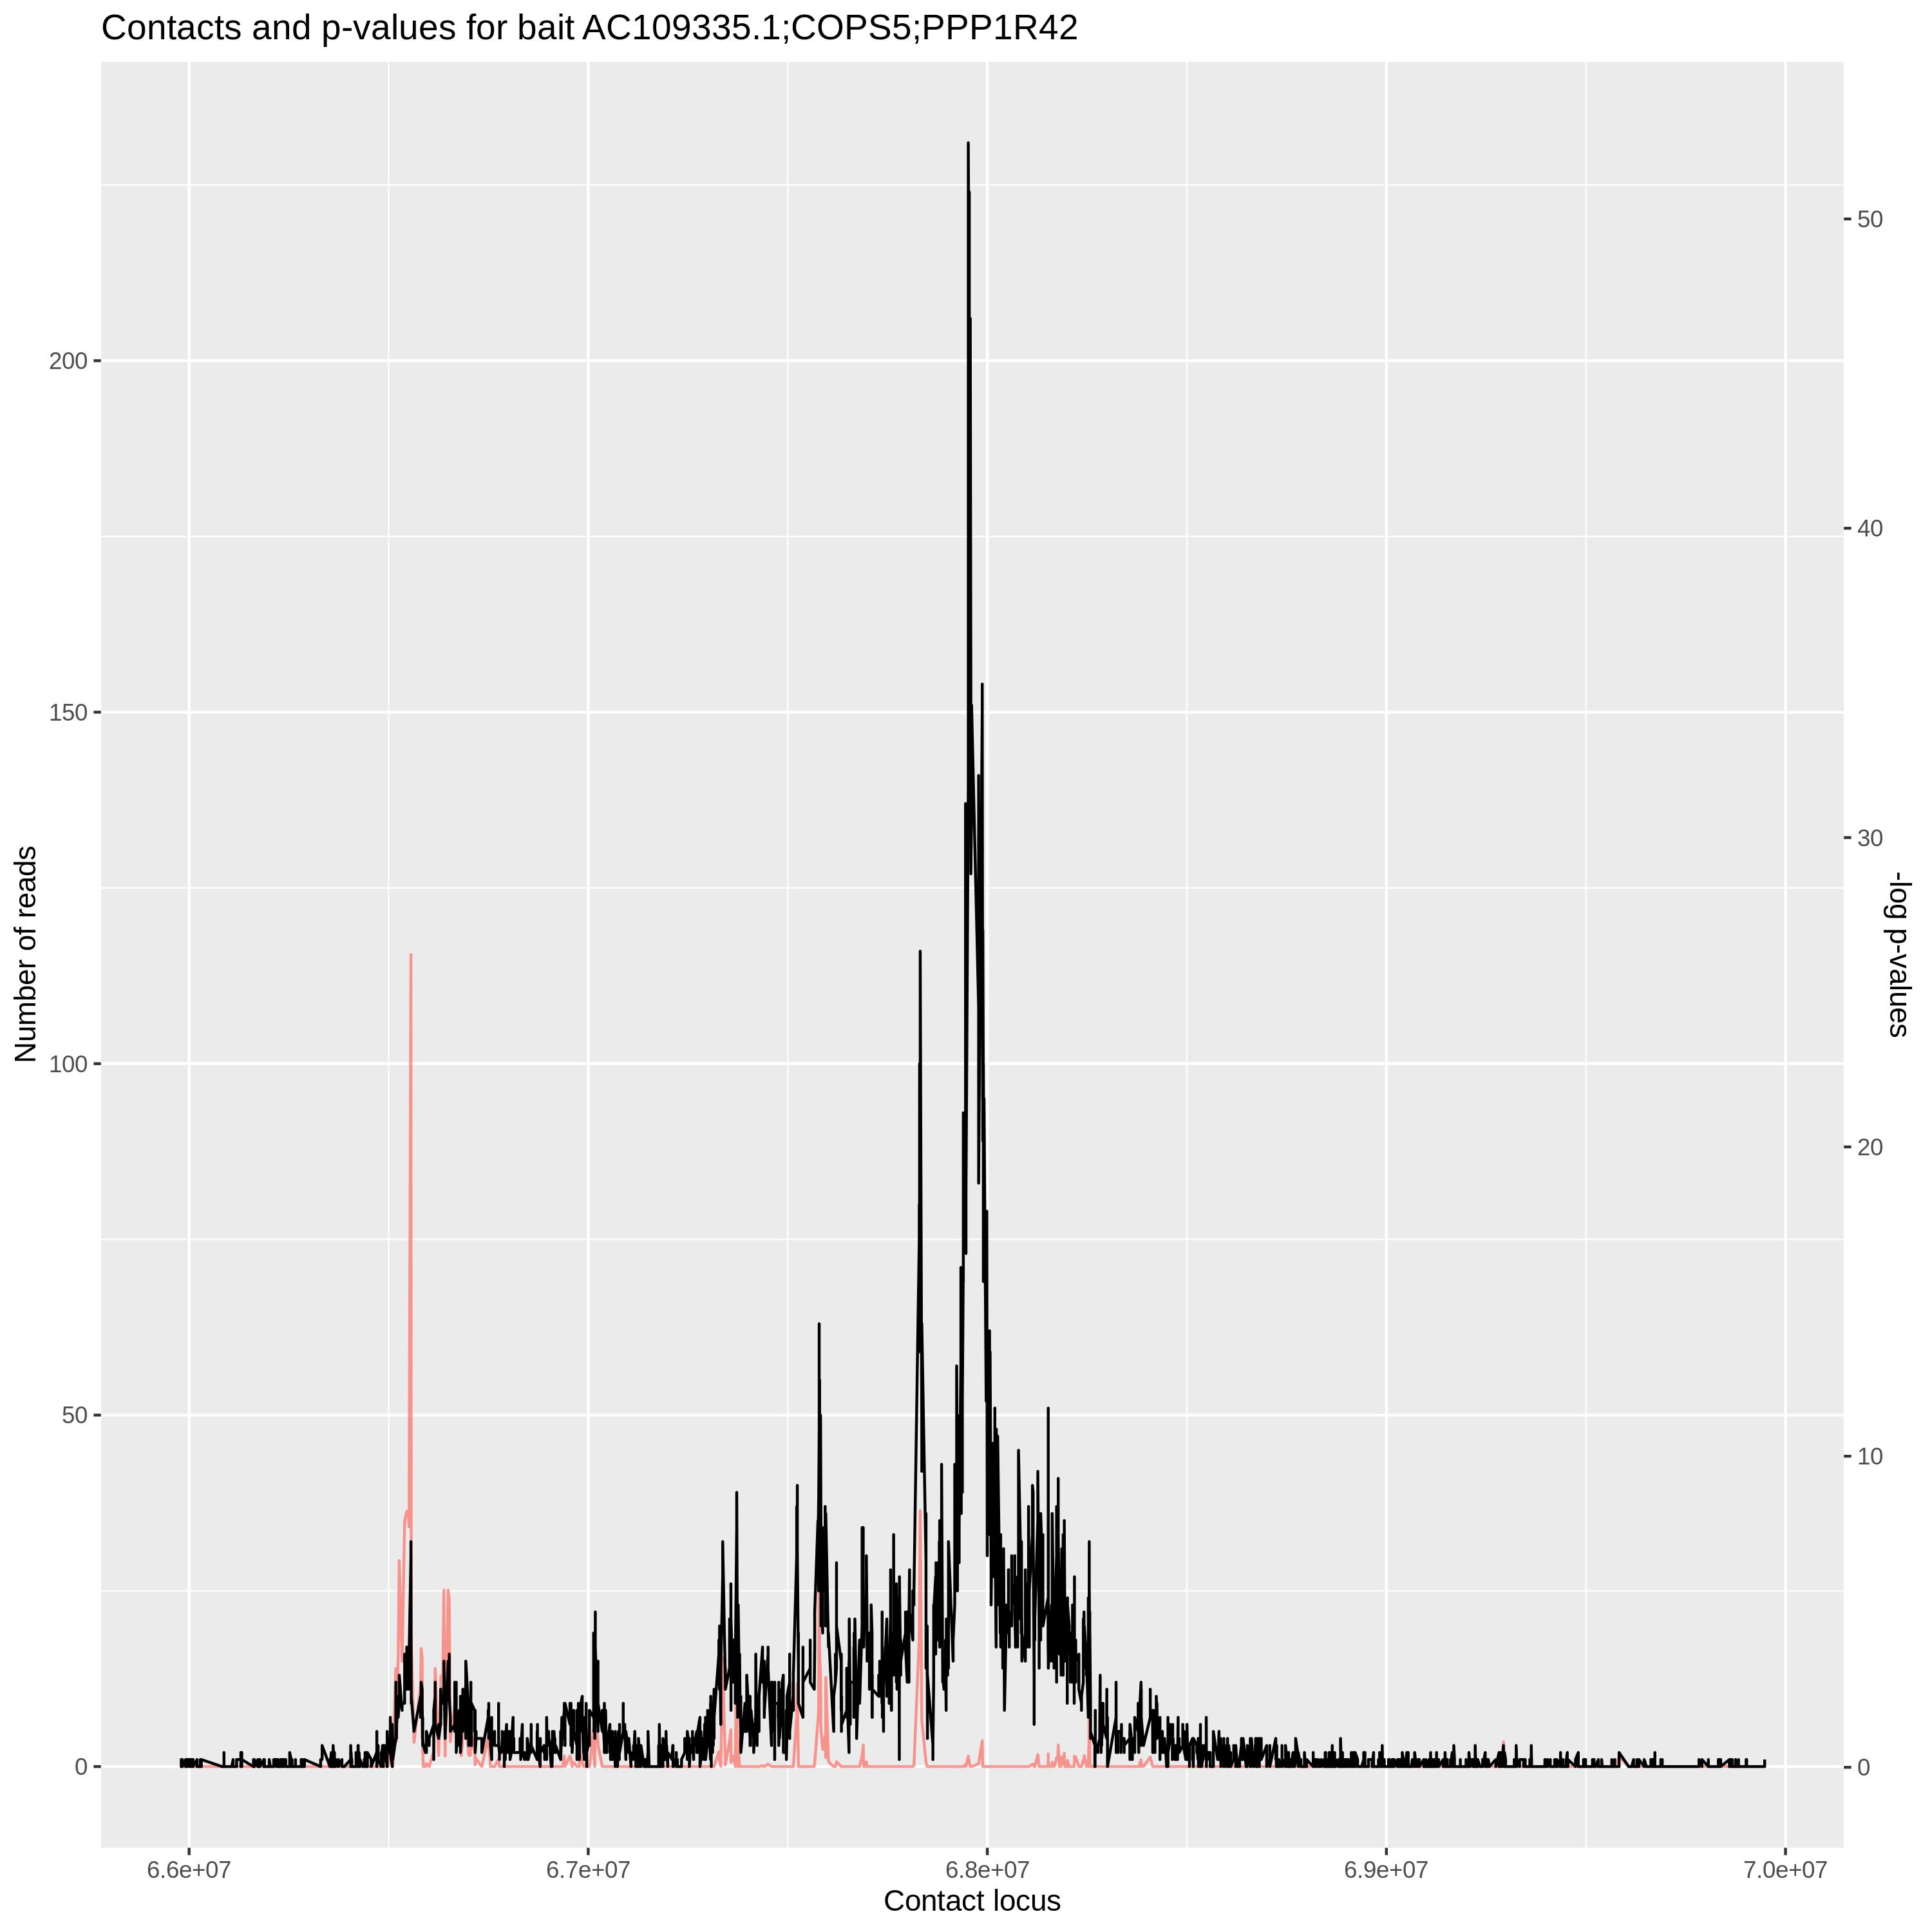 Contacts and p-values for bait AC109335.1;COPS5;PPP1R42
Number of reads
200
150
100
50
0
50
40
30
20
10
0
-log p-values
6.6e+07
6.7e+07
6.8e+07
6.9e+07
7.0e+07
Contact locus